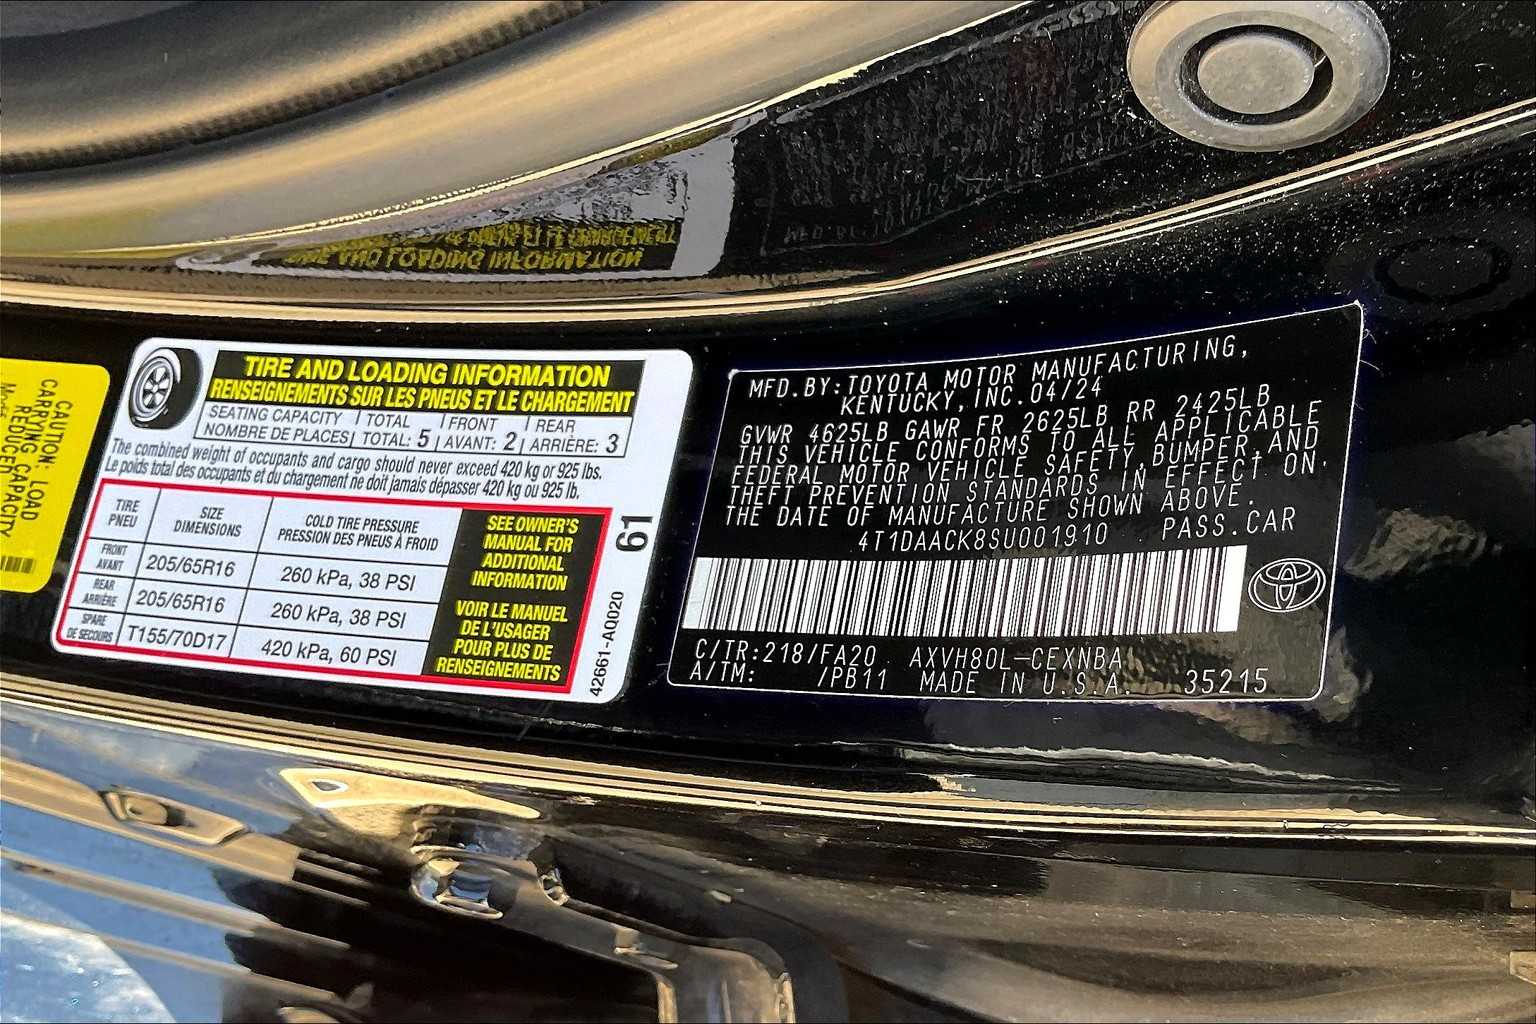 CAUTION: LOAD
CARRYING CAPACITY
REDUCED
TIRE AND LOADING INFORMATION
RENSEIGNEMENTS SUR LES PNEUS ET LE CHARGEMENT
SEATING CAPACITY TOTAL FRONT REAR
NOMBRE DE PLACES TOTAL: 5 AVANT: 2 ARRIÈRE: 3
The combined weight of occupants and cargo should never exceed 420 kg or 925 lbs.
Le poids total des occupants et du chargement ne doit jamais dépasser 420 kg ou 925 lb.
TIRE SIZE COLD TIRE PRESSURE
PNEU DIMENSIONS PRESSION DES PNEUS À FROID
FRONT
AVANT 205/65R16 260 kPa, 38 PSI
REAR
ARRIÈRE 205/65R16 260 kPa, 38 PSI
SPARE
DE SECOURS T155/70D17 420 kPa, 60 PSI
SEE OWNER'S
MANUAL FOR
ADDITIONAL
INFORMATION
VOIR LE MANUEL
DE L'USAGER
POUR PLUS DE
RENSEIGNEMENTS
61
42661-AQ020
MFD.BY:TOYOTA MOTOR MANUFACTURING,
KENTUCKY,INC.04/24
GVWR 4625LB GAWR FR 2625LB RR 2425LB
THIS VEHICLE CONFORMS TO ALL APPLICABLE
FEDERAL MOTOR VEHICLE SAFETY,BUMPER,AND
THEFT PREVENTION STANDARDS IN EFFECT ON
THE DATE OF MANUFACTURE SHOWN ABOVE.
4T1DAACK8SU001910 PASS.CAR
C/TR:218/FA20 AXVH80L-CEXNBA
A/TM: /PB11 MADE IN U.S.A. 35215